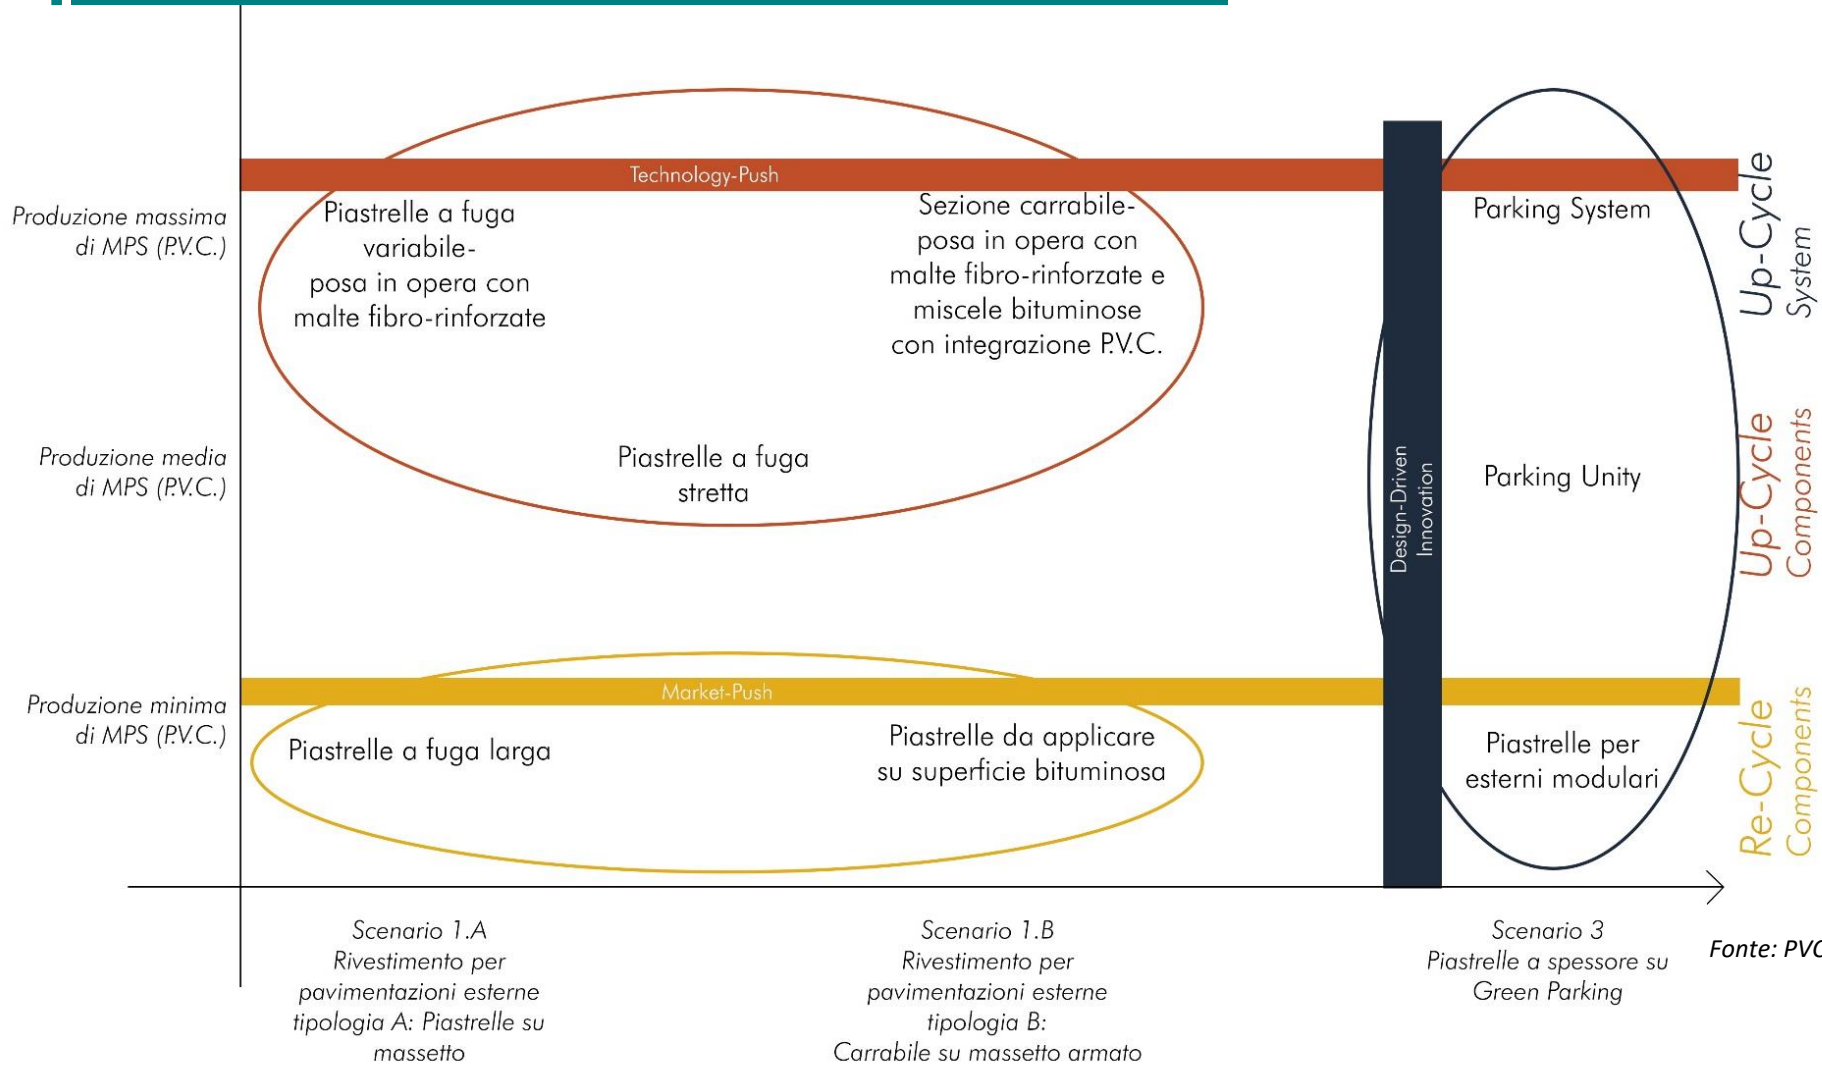 Technology-Push
Produzione massima
di MPS (P.V.C.)
Piastrelle a fuga
variabile-
posa in opera con
malte fibro-rinforzate
Sezione carrabile-
posa in opera con
malte fibro-rinforzate e
miscele bituminose
con integrazione P.V.C.
Parking System
Up-Cycle
System
Produzione media
di MPS (P.V.C.)
Piastrelle a fuga
stretta
Design-Driven
Innovation
Parking Unity
Up-Cycle
Components
Market-Push
Produzione minima
di MPS (P.V.C.)
Piastrelle a fuga larga
Piastrelle da applicare
su superficie bituminosa
Piastrelle per
esterni modulari
Re-Cycle
Components
Scenario 1.A
Rivestimento per
pavimentazioni esterne
tipologia A: Piastrelle su
massetto
Scenario 1.B
Rivestimento per
pavimentazioni esterne
tipologia B:
Carrabile su massetto armato
Scenario 3
Piastrelle a spessore su
Green Parking
Fonte: PVC